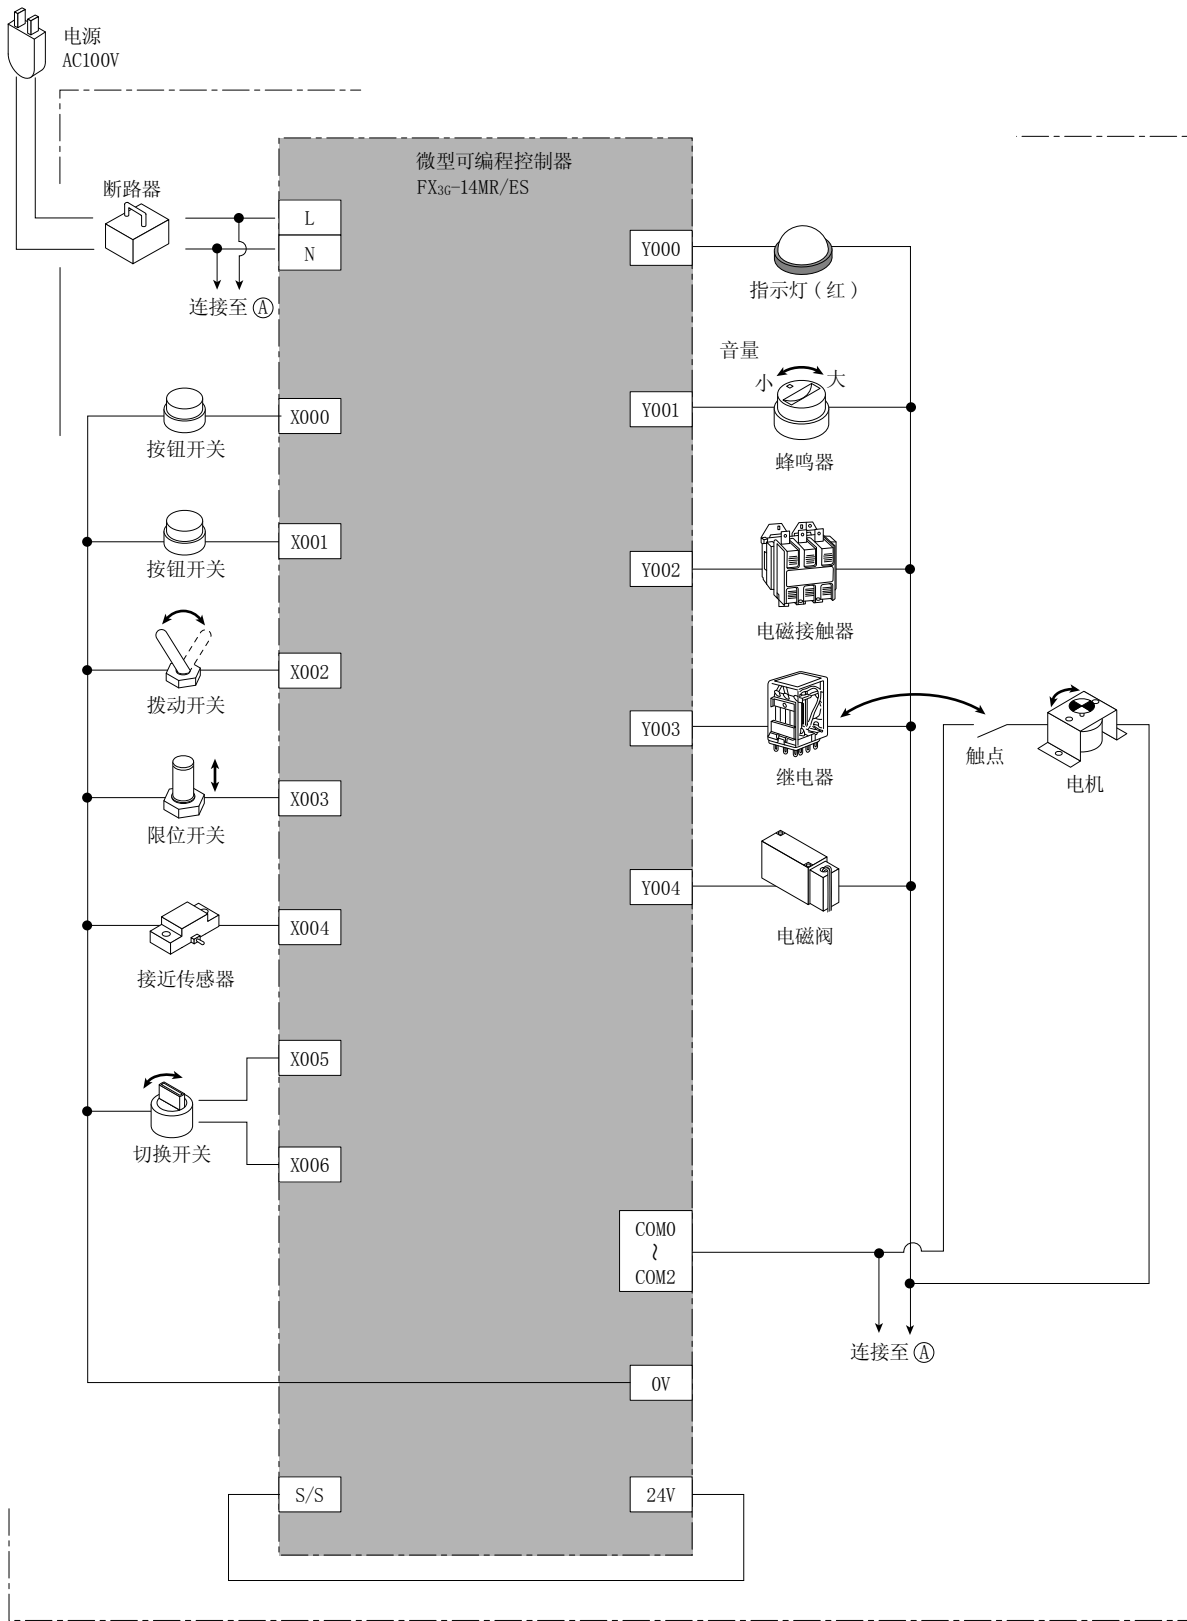 电源
AC100V
微型可编程控制器
FX3G-14MR/ES
断路器
L
N
连接至Ⓐ
Y000
指示灯(红)
音量
小 大
Y001
蜂鸣器
X000
按钮开关
X001
按钮开关
Y002
电磁接触器
X002
拨动开关
Y003
继电器
触点
电机
X003
限位开关
Y004
电磁阀
X004
接近传感器
X005
切换开关
X006
COM0
~
COM2
连接至Ⓐ
0V
S/S
24V